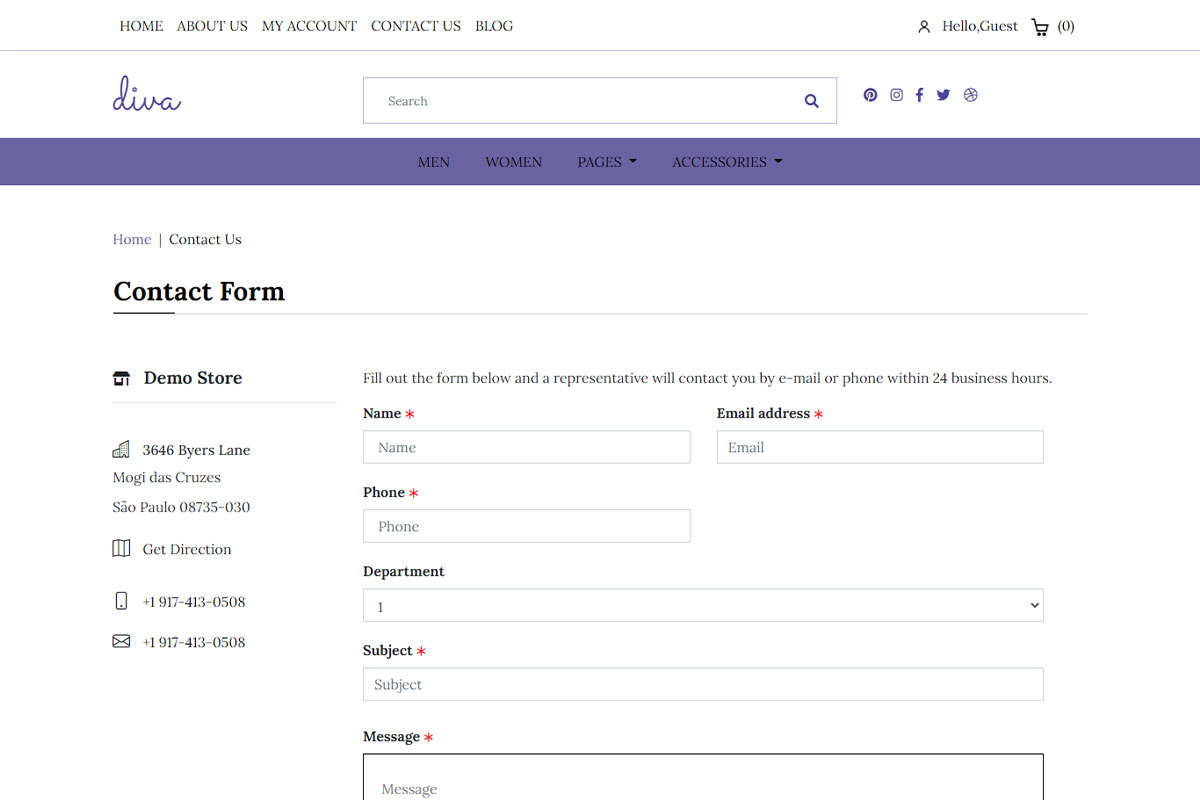 HOME ABOUT US MY ACCOUNT CONTACT US BLOG
Hello,Guest (0)
diva
Search
MEN WOMEN PAGES ACCESSORIES
Home | Contact Us
Contact Form
Demo Store
3646 Byers Lane
Mogi das Cruzes
São Paulo 08735-030
Get Direction
+1 917-413-0508
+1 917-413-0508
Fill out the form below and a representative will contact you by e-mail or phone within 24 business hours.
Name * Email address *
Name Email
Phone *
Phone
Department
1
Subject *
Subject
Message *
Message